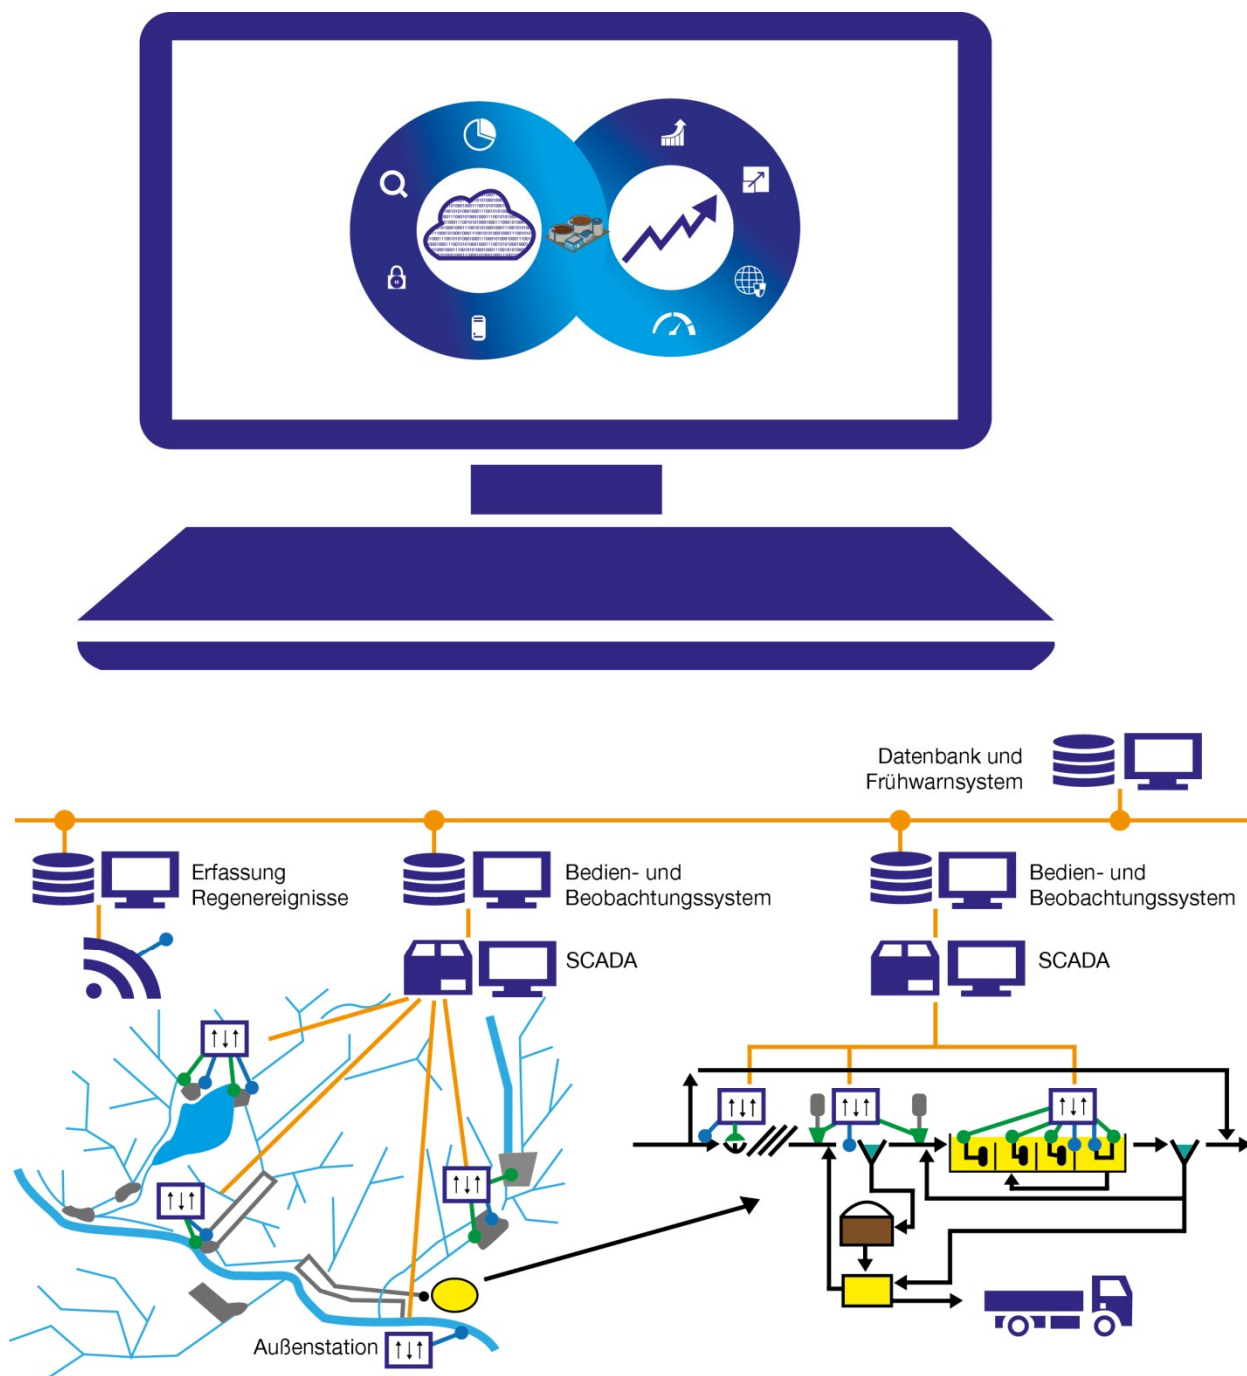 Datenbank und
Frühwarnsystem
Erfassung
Regenereignisse
Bedien- und
Beobachtungssystem
Bedien- und
Beobachtungssystem
SCADA
SCADA
Außenstation